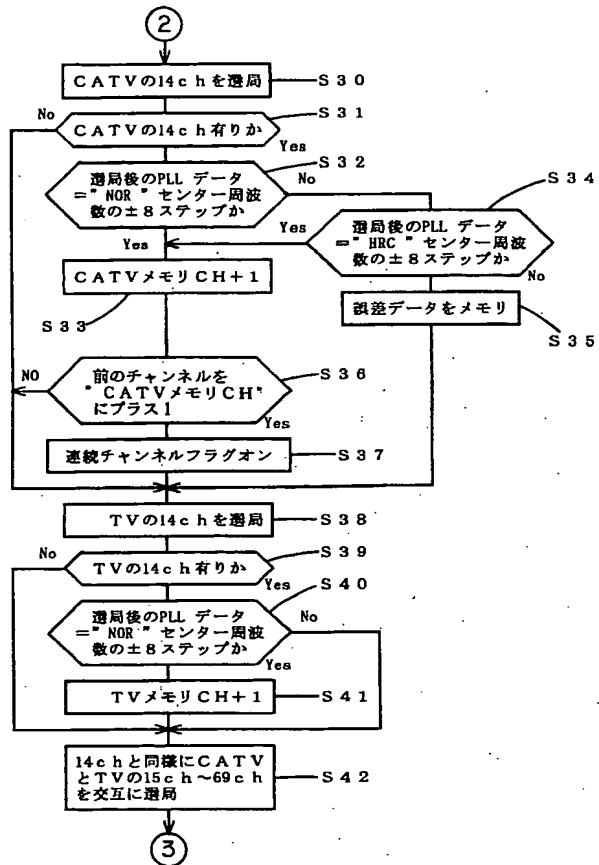 2
CATVの14chを選局
S30
No
CATVの14ch有りか
S31
Yes
選局後のPLL データ
="NOR"センター周波
数の±8ステップか
S32
No
Yes
選局後のPLL データ
="HRC"センター周波
数の±8ステップか
S34
Yes
No
CATVメモリCH+1
S33
誤差データをメモリ
S35
NO
前のチャンネルを
"CATVメモリCH"
にプラス1
S36
Yes
連続チャンネルフラグオン
S37
TVの14chを選局
S38
No
TVの14ch有りか
S39
Yes
選局後のPLL データ
="NOR"センター周波
数の±8ステップか
S40
No
Yes
TVメモリCH+1
S41
14chと同様にCATV
とTVの15ch~69ch
を交互に選局
S42
3